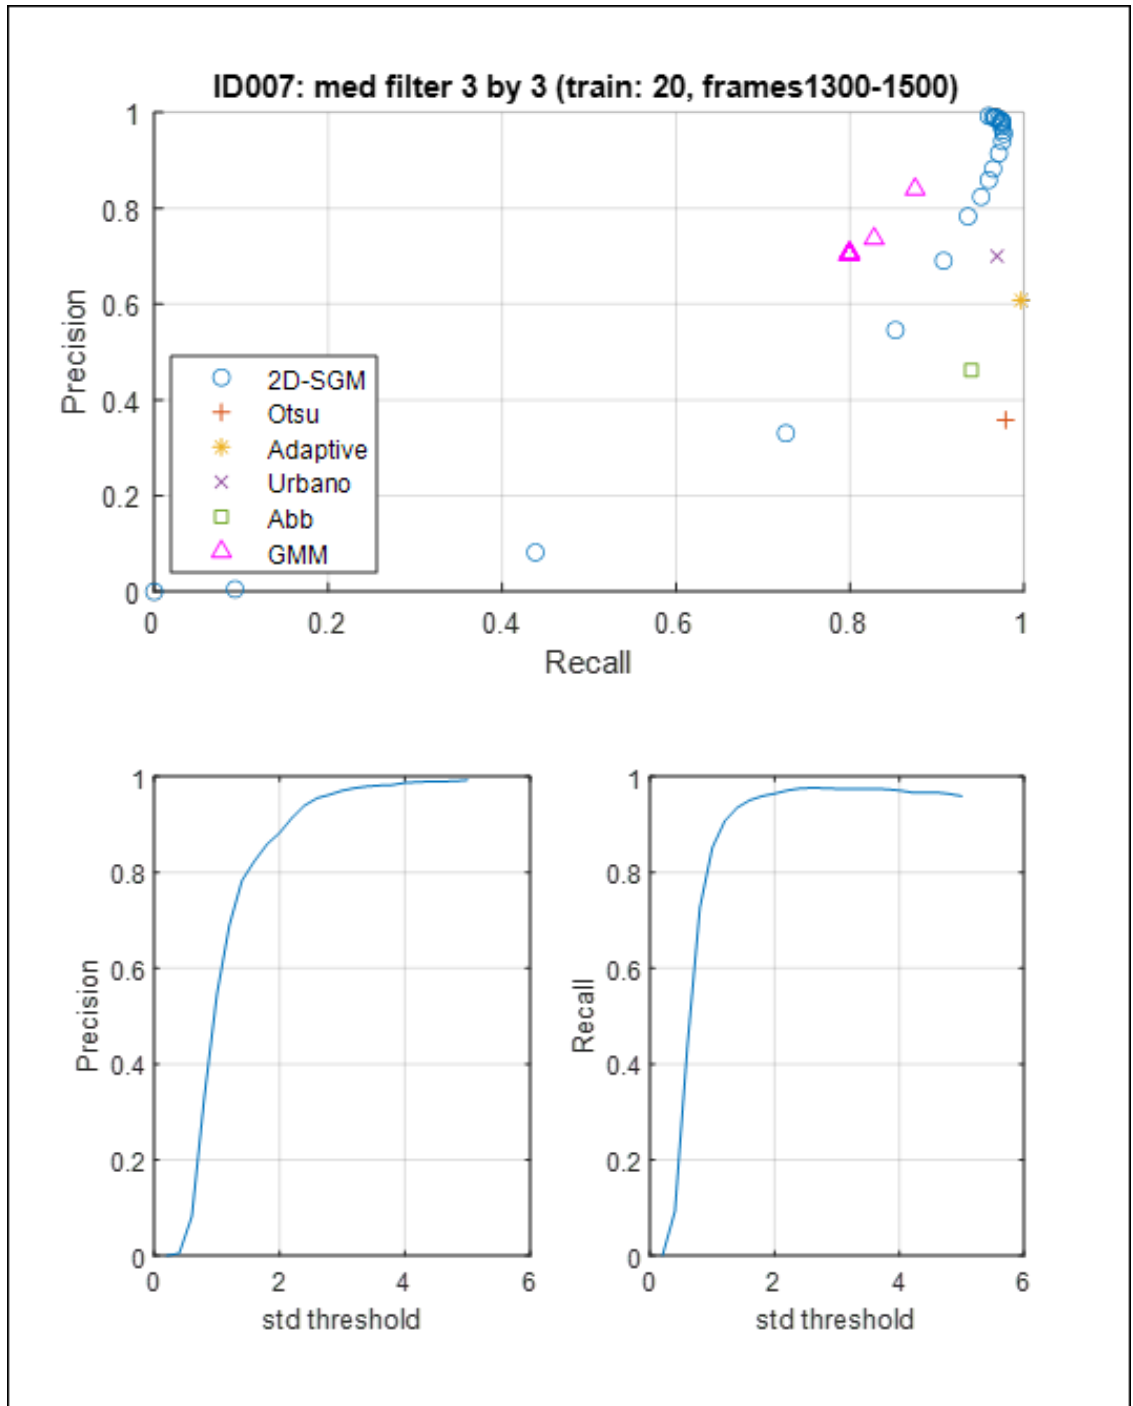 ID007: med filter 3 by 3 (train: 20, frames1300-1500)
1
0.8
0.6
0.4
0.2
0
Precision
2D-SGM
Otsu
Adaptive
Urbano
Abb
GMM
0
0.2
0.4
0.6
0.8
1
Recall
1
0.8
0.6
0.4
0.2
0
Precision
0
2
4
6
std threshold
1
0.8
0.6
0.4
0.2
0
Recall
0
2
4
6
std threshold